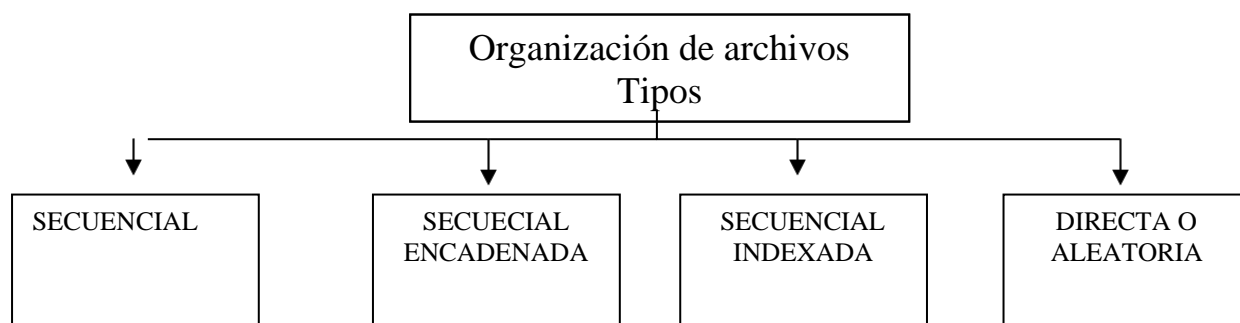 Organización de archivos
Tipos
SECUENCIAL
SECUECIAL
ENCADENADA
SECUENCIAL
INDEXADA
DIRECTA O
ALEATORIA